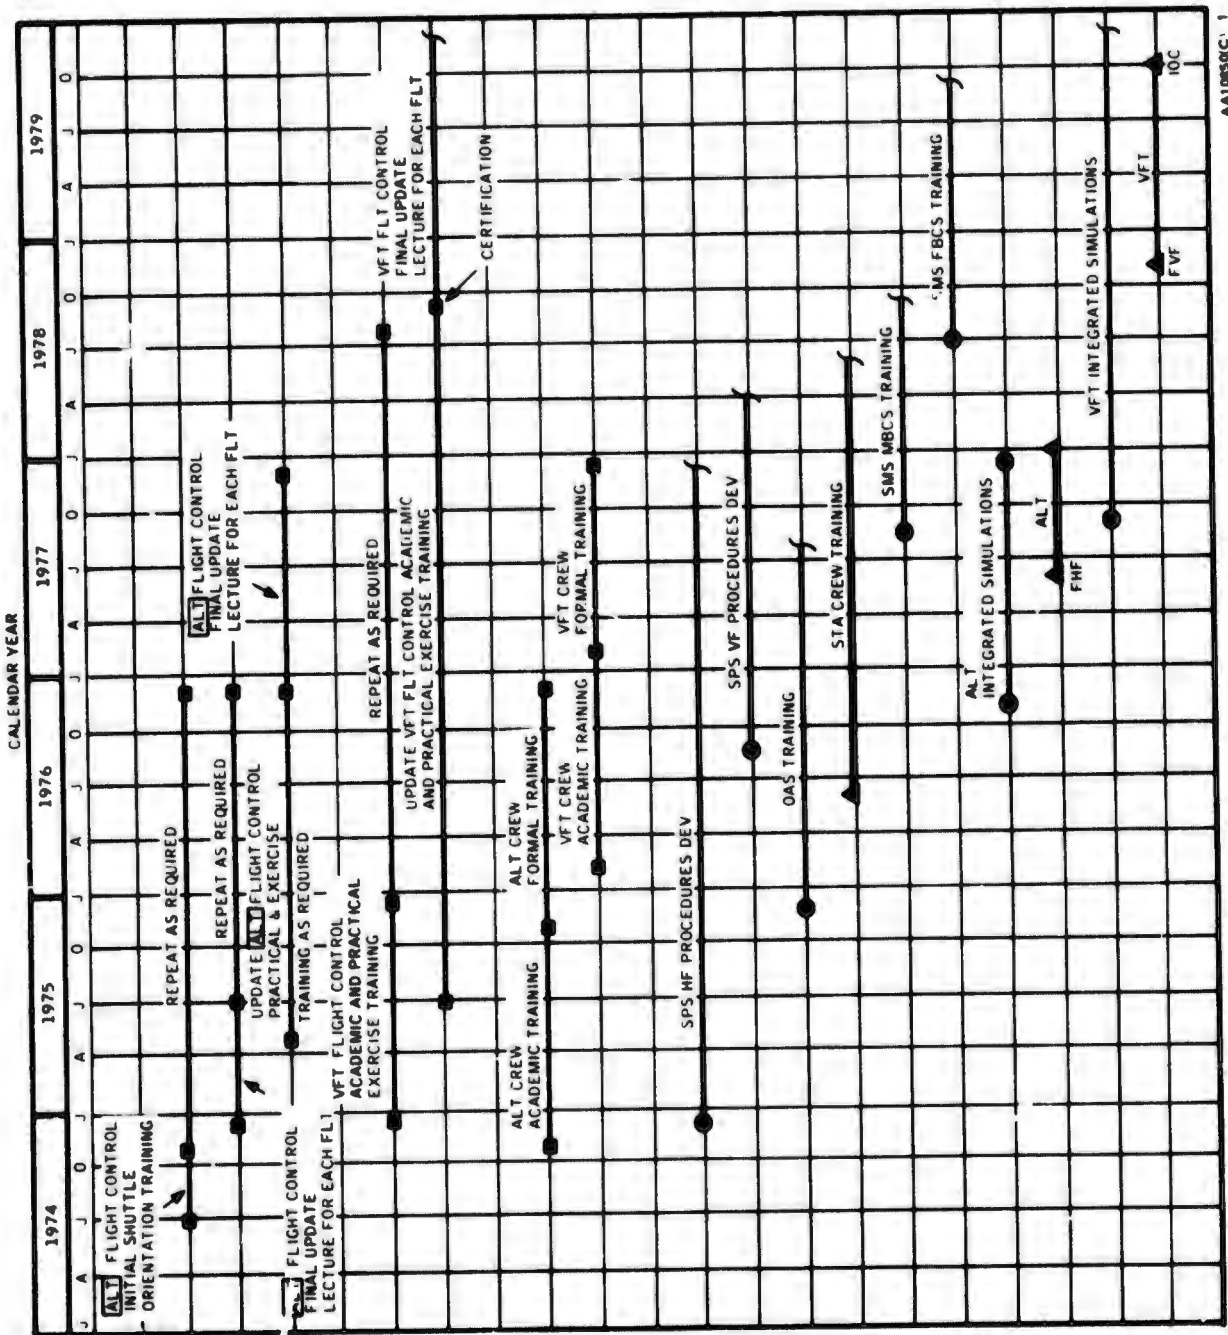 CALENDAR YEAR
1974 1975 1976 1977 1978 1979
J A J O J A J O J A J O J A J O J A J O J A J O
ALT FLIGHT CONTROL
INITIAL SHUTTLE
ORIENTATION TRAINING
REPEAT AS REQUIRED
REPEAT AS REQUIRED
ALT FLIGHT CONTROL
FINAL UPDATE
LECTURE FOR EACH FLT
UPDATE ALT FLIGHT CONTROL
PRACTICAL & EXERCISE
TRAINING AS REQUIRED
FLIGHT CONTROL
FINAL UPDATE
LECTURE FOR EACH FLT
VFT FLIGHT CONTROL
ACADEMIC AND PRACTICAL
EXERCISE TRAINING
REPEAT AS REQUIRED
VFT FLT CONTROL
FINAL UPDATE
LECTURE FOR EACH FLT
UPDATE VFT FLT CONTROL ACADEMIC
AND PRACTICAL EXERCISE TRAINING
CERTIFICATION
ALT CREW
ACADEMIC TRAINING
ALT CREW
FORMAL TRAINING
VFT CREW
ACADEMIC TRAINING
VFT CREW
FORMAL TRAINING
SPS HF PROCEDURES DEV
SPS VF PROCEDURES DEV
OAS TRAINING
STA CREW TRAINING
SMS MBCS TRAINING
SMS FBCS TRAINING
ALT
INTEGRATED SIMULATIONS
ALT
FHF
VFT INTEGRATED SIMULATIONS
VFT
FVF
IOC